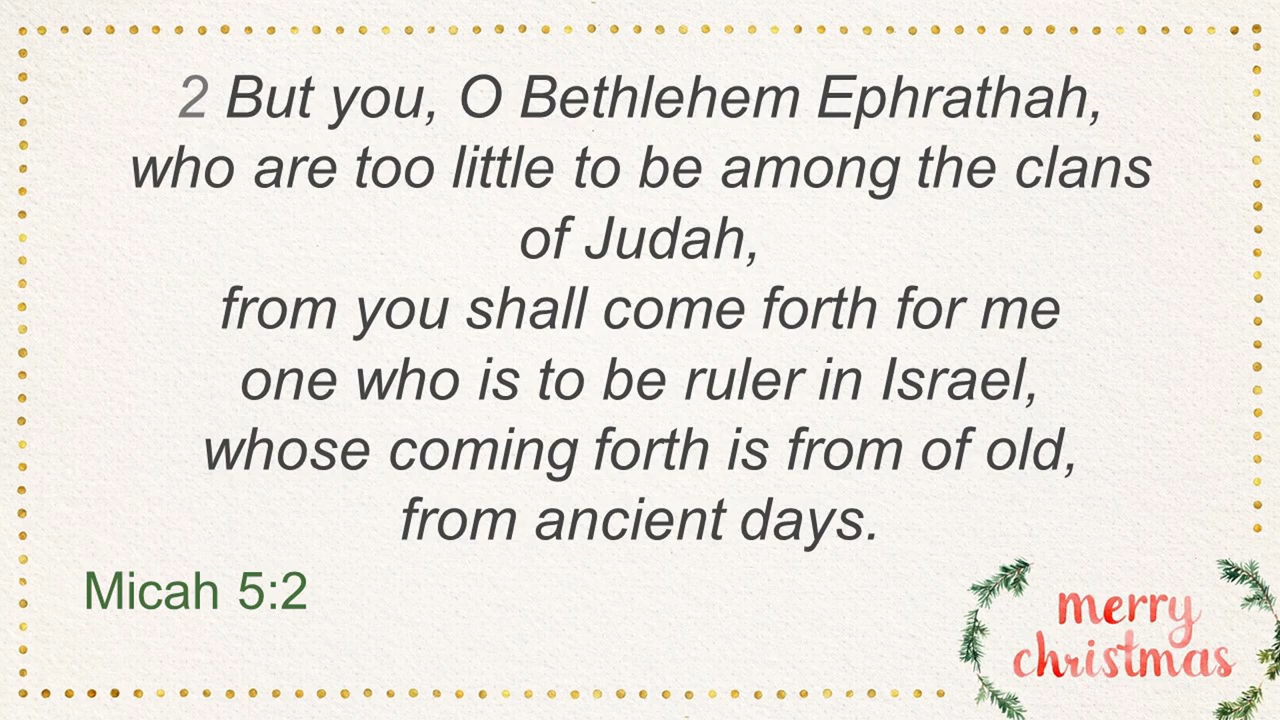 2 But you, O Bethlehem Ephrathah,
who are too little to be among the clans
of Judah,
from you shall come forth for me
one who is to be ruler in Israel,
whose coming forth is from of old,
from ancient days.
Micah 5:2
merry
christmas